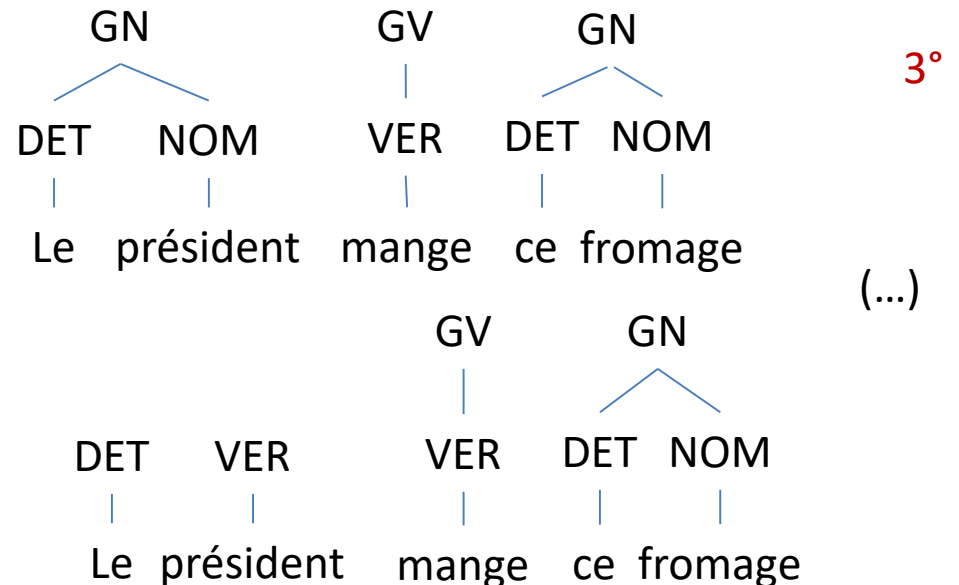 GN GV GN
3°
DET NOM VER DET NOM
Le président mange ce fromage
(...)
GV GN
DET VER VER DET NOM
Le président mange ce fromage